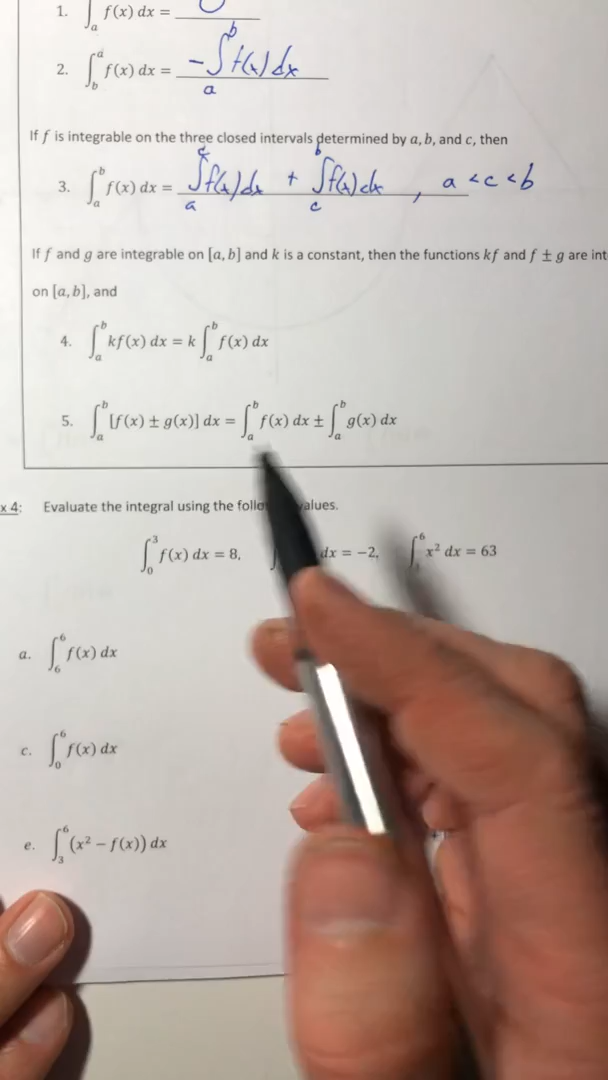 1. ∫_a f(x) dx = 0
2. ∫_b^a f(x) dx = -∫_a^b f(x) dx
If f is integrable on the three closed intervals determined by a, b, and c, then
3. ∫_a^b f(x) dx = ∫_a^c f(x) dx + ∫_c^b f(x) dx , a < c < b
If f and g are integrable on [a, b] and k is a constant, then the functions kf and f ± g are int
on [a, b], and
4. ∫_a^b kf(x) dx = k ∫_a^b f(x) dx
5. ∫_a^b [f(x) ± g(x)] dx = ∫_a^b f(x) dx ± ∫_a^b g(x) dx
x 4: Evaluate the integral using the values.
∫_0^3 f(x) dx = 8, dx = −2, ∫_3^6 x² dx = 63
a. ∫_6^6 f(x) dx
c. ∫_0^6 f(x) dx
e. ∫_3^6 (x² − f(x)) dx